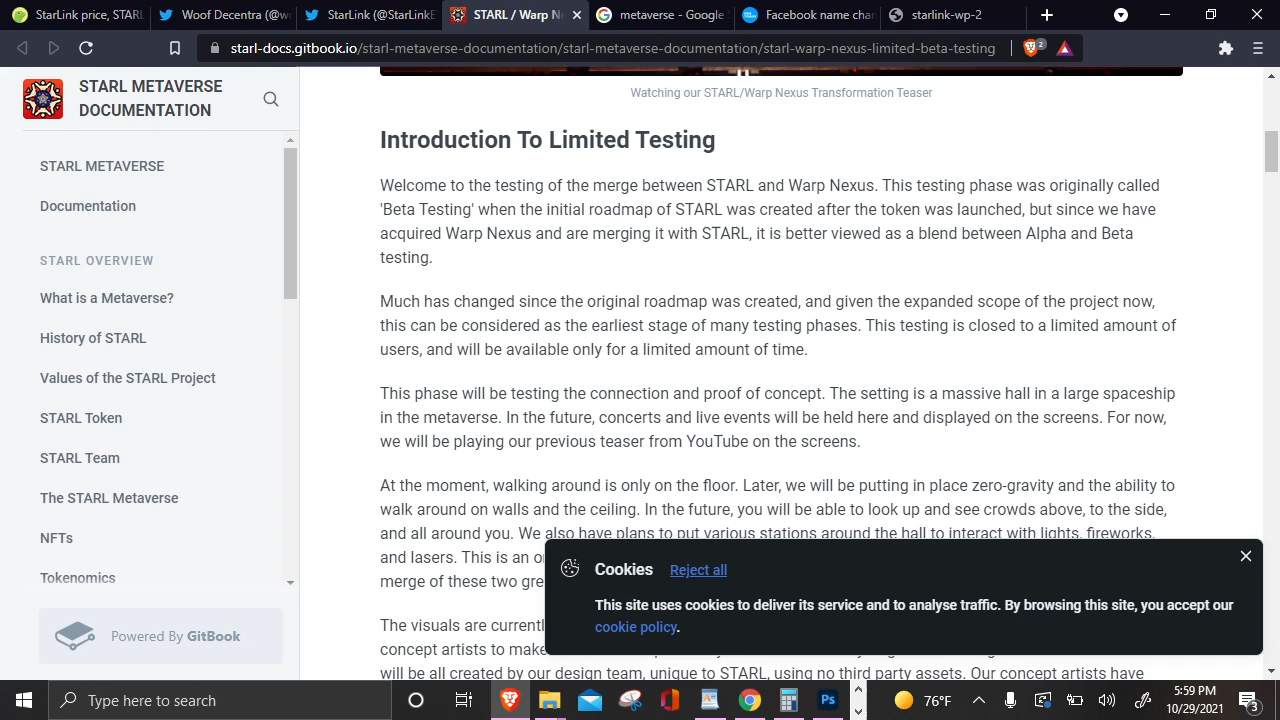 StarLink price, STARL
Woof Decentra (@wo
StarLink (@StarLinkE
STARL / Warp N
metaverse - Google
Facebook name chan
starlink-wp-2
starl-docs.gitbook.io/starl-metaverse-documentation/starl-metaverse-documentation/starl-warp-nexus-limited-beta-testing
2
STARL METAVERSE
DOCUMENTATION
STARL METAVERSE
Documentation
STARL OVERVIEW
What is a Metaverse?
History of STARL
Values of the STARL Project
STARL Token
STARL Team
The STARL Metaverse
NFTs
Tokenomics
Powered By GitBook
Watching our STARL/Warp Nexus Transformation Teaser
Introduction To Limited Testing
Welcome to the testing of the merge between STARL and Warp Nexus. This testing phase was originally called
'Beta Testing' when the initial roadmap of STARL was created after the token was launched, but since we have
acquired Warp Nexus and are merging it with STARL, it is better viewed as a blend between Alpha and Beta
testing.
Much has changed since the original roadmap was created, and given the expanded scope of the project now,
this can be considered as the earliest stage of many testing phases. This testing is closed to a limited amount of
users, and will be available only for a limited amount of time.
This phase will be testing the connection and proof of concept. The setting is a massive hall in a large spaceship
in the metaverse. In the future, concerts and live events will be held here and displayed on the screens. For now,
we will be playing our previous teaser from YouTube on the screens.
At the moment, walking around is only on the floor. Later, we will be putting in place zero-gravity and the ability to
walk around on walls and the ceiling. In the future, you will be able to look up and see crowds above, to the side,
and all around you. We also have plans to put various stations around the hall to interact with lights, fireworks,
and lasers. This is an
merge of these two
The visuals are
concept artists to make
will be all created by our design team, unique to STARL, using no third party assets. Our concept artists have
Cookies Reject all
This site uses cookies to deliver its service and to analyse traffic. By browsing this site, you accept our
cookie policy.
Type here to search
Ps
76°F
5:59 PM
10/29/2021
3